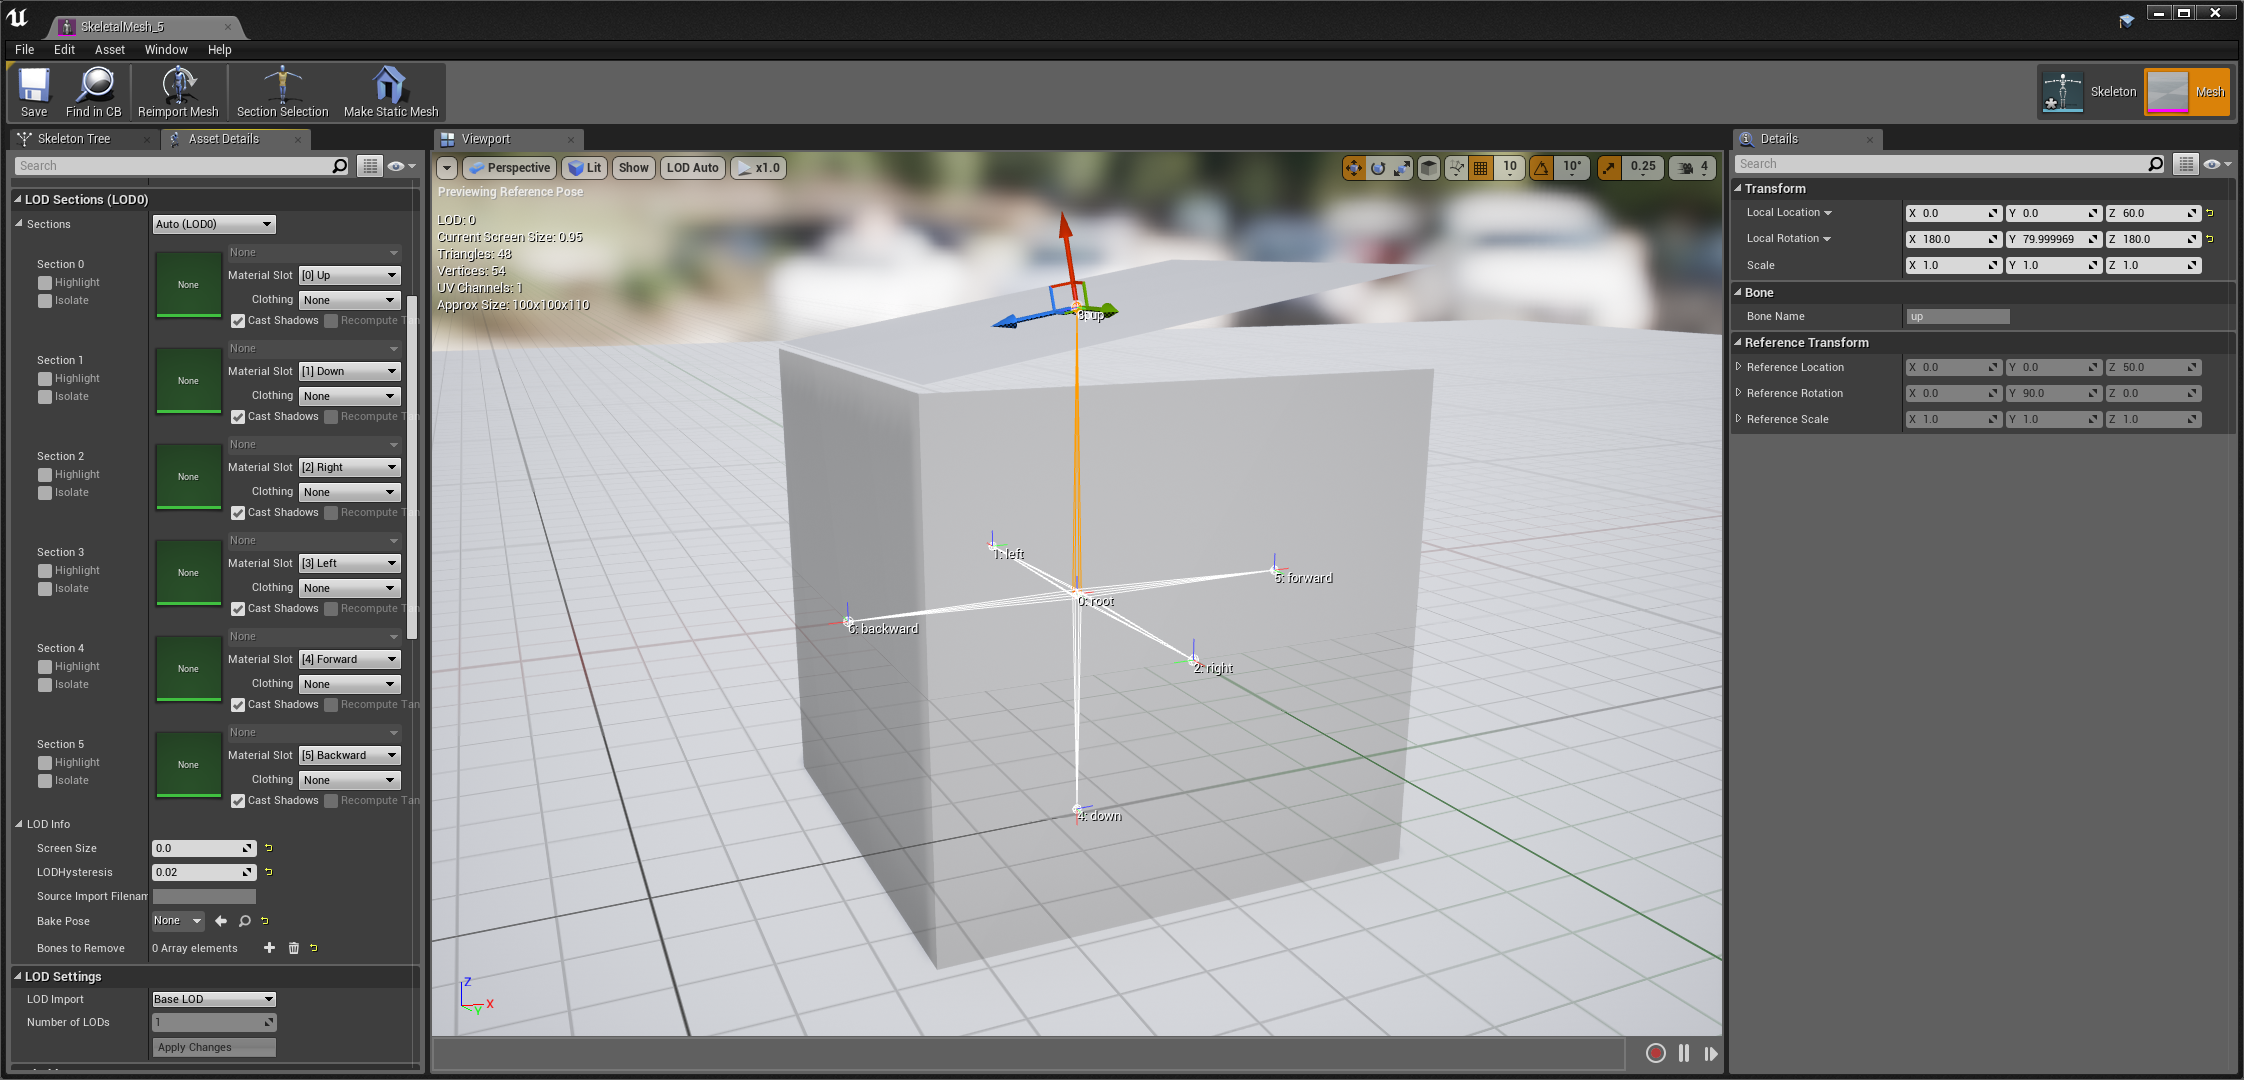 SkeletalMesh_5
File Edit Asset Window Help
Save Find in CB Reimport Mesh Section Selection Make Static Mesh
Skeleton Mesh
Skeleton Tree Asset Details
Search
LOD Sections (LOD0)
Sections Auto (LOD0)
None
Section 0
Highlight
Isolate
None
Material Slot [0] Up
Clothing None
Cast Shadows Recompute Tan
None
Section 1
Highlight
Isolate
None
Material Slot [1] Down
Clothing None
Cast Shadows Recompute Tan
None
Section 2
Highlight
Isolate
None
Material Slot [2] Right
Clothing None
Cast Shadows Recompute Tan
None
Section 3
Highlight
Isolate
None
Material Slot [3] Left
Clothing None
Cast Shadows Recompute Tan
None
Section 4
Highlight
Isolate
None
Material Slot [4] Forward
Clothing None
Cast Shadows Recompute Tan
None
Section 5
Highlight
Isolate
None
Material Slot [5] Backward
Clothing None
Cast Shadows Recompute Tan
LOD Info
Screen Size 0.0
LODHysteresis 0.02
Source Import Filenam
Bake Pose None
Bones to Remove 0 Array elements
LOD Settings
LOD Import Base LOD
Number of LODs 1
Apply Changes
Viewport
Perspective Lit Show LOD Auto x1.0
10 10° 0.25 4
Previewing Reference Pose
LOD: 0
Current Screen Size: 0.95
Triangles: 48
Vertices: 54
UV Channels: 1
Approx Size: 100x100x110
3: up
1: left
5: forward
0: root
6: backward
2: right
4: down
Z
X
Y
Details
Search
Transform
Local Location X 0.0 Y 0.0 Z 60.0
Local Rotation X 180.0 Y 79.999969 Z 180.0
Scale X 1.0 Y 1.0 Z 1.0
Bone
Bone Name up
Reference Transform
Reference Location X 0.0 Y 0.0 Z 50.0
Reference Rotation X 0.0 Y 90.0 Z 0.0
Reference Scale X 1.0 Y 1.0 Z 1.0